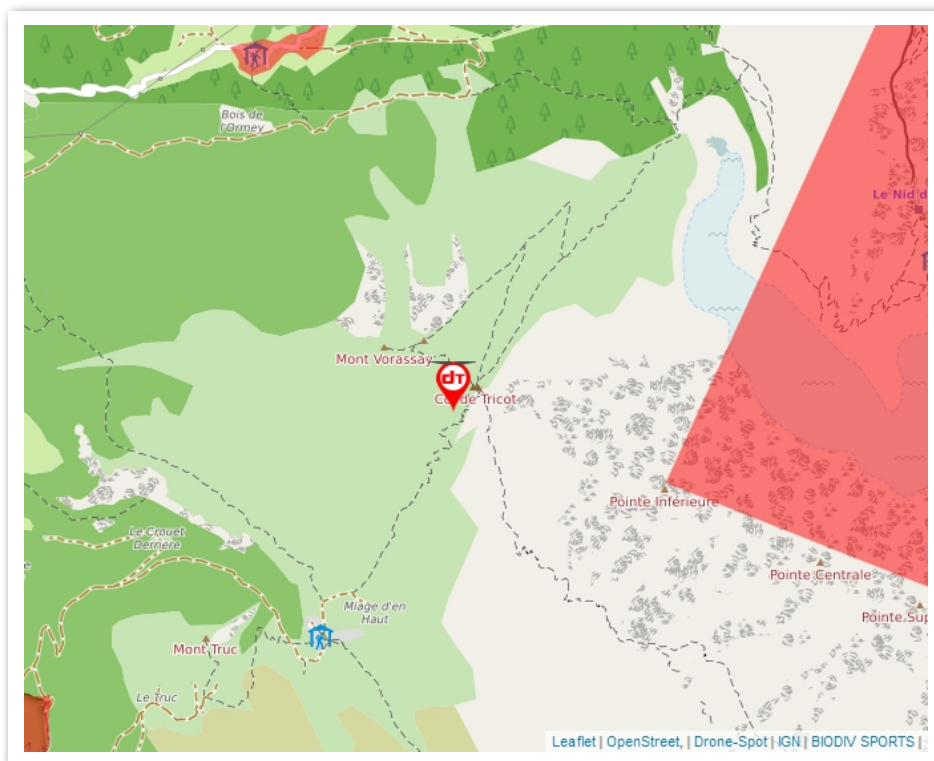 Bois de
l'Ormey
Le Nid d
Mont Vorassay
dT
Col de Tricot
Pointe Inférieure
Le Crouet
Derrière
Pointe Centrale
e
Miage d'en
Haut
Pointe Sup
Mont Truc
Le Truc
Leaflet | OpenStreet, | Drone-Spot | IGN | BIODIV SPORTS |